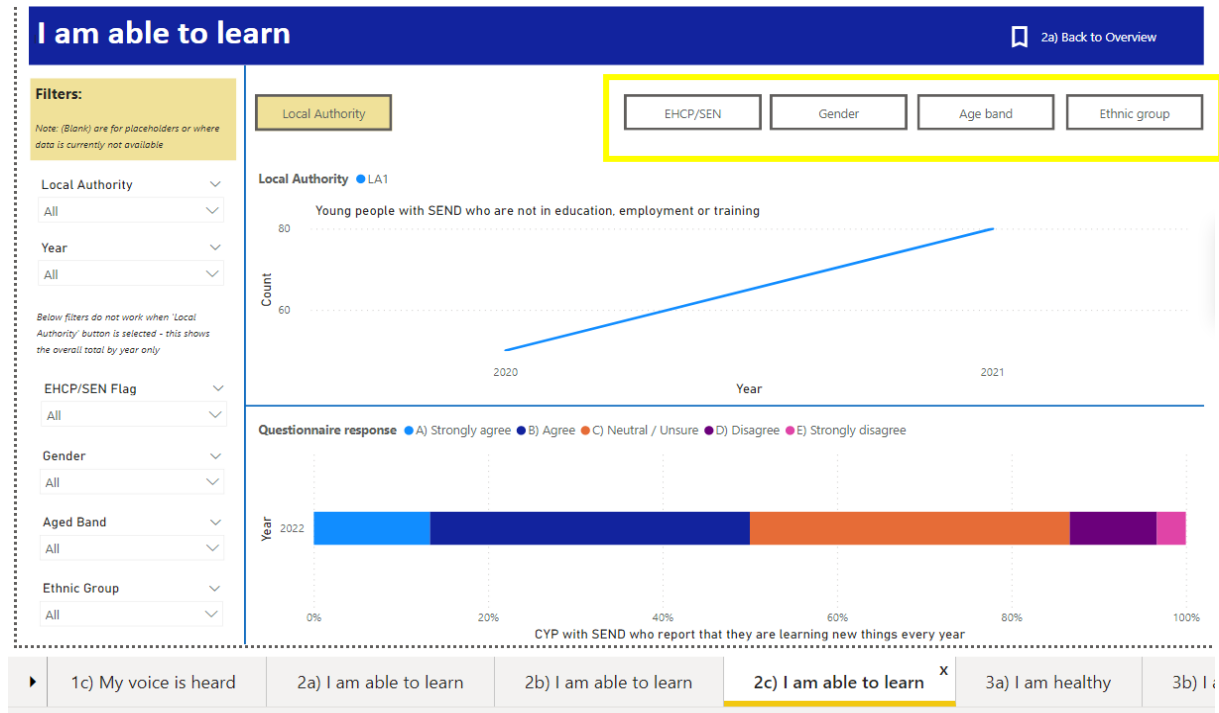 I am able to learn
2a) Back to Overview
Filters:
Note: (Blank) are for placeholders or where
data is currently not available
Local Authority
All
Year
All
Below filters do not work when 'Local
Authority' button is selected - this shows
the overall total by year only
EHCP/SEN Flag
All
Gender
All
Aged Band
All
Ethnic Group
All
Local Authority
EHCP/SEN
Gender
Age band
Ethnic group
Local Authority LA1
Young people with SEND who are not in education, employment or training
80
60
Count
2020
2021
Year
Questionnaire response A) Strongly agree B) Agree C) Neutral / Unsure D) Disagree E) Strongly disagree
Year
2022
0% 20% 40% 60% 80% 100%
CYP with SEND who report that they are learning new things every year
1c) My voice is heard
2a) I am able to learn
2b) I am able to learn
2c) I am able to learn x
3a) I am healthy
3b) I